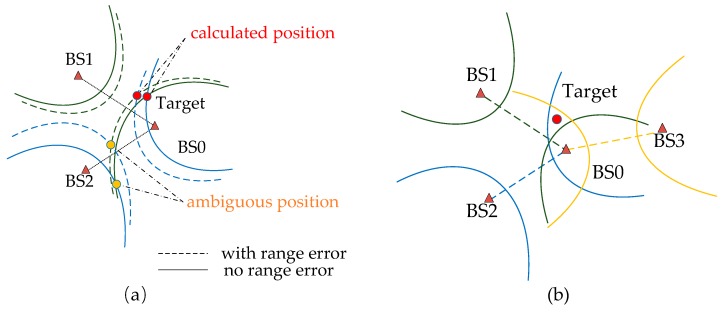 calculated position
BS1
Target
BS0
BS2
ambiguous position
with range error
no range error
(a)
BS1
Target
BS3
BS0
BS2
(b)